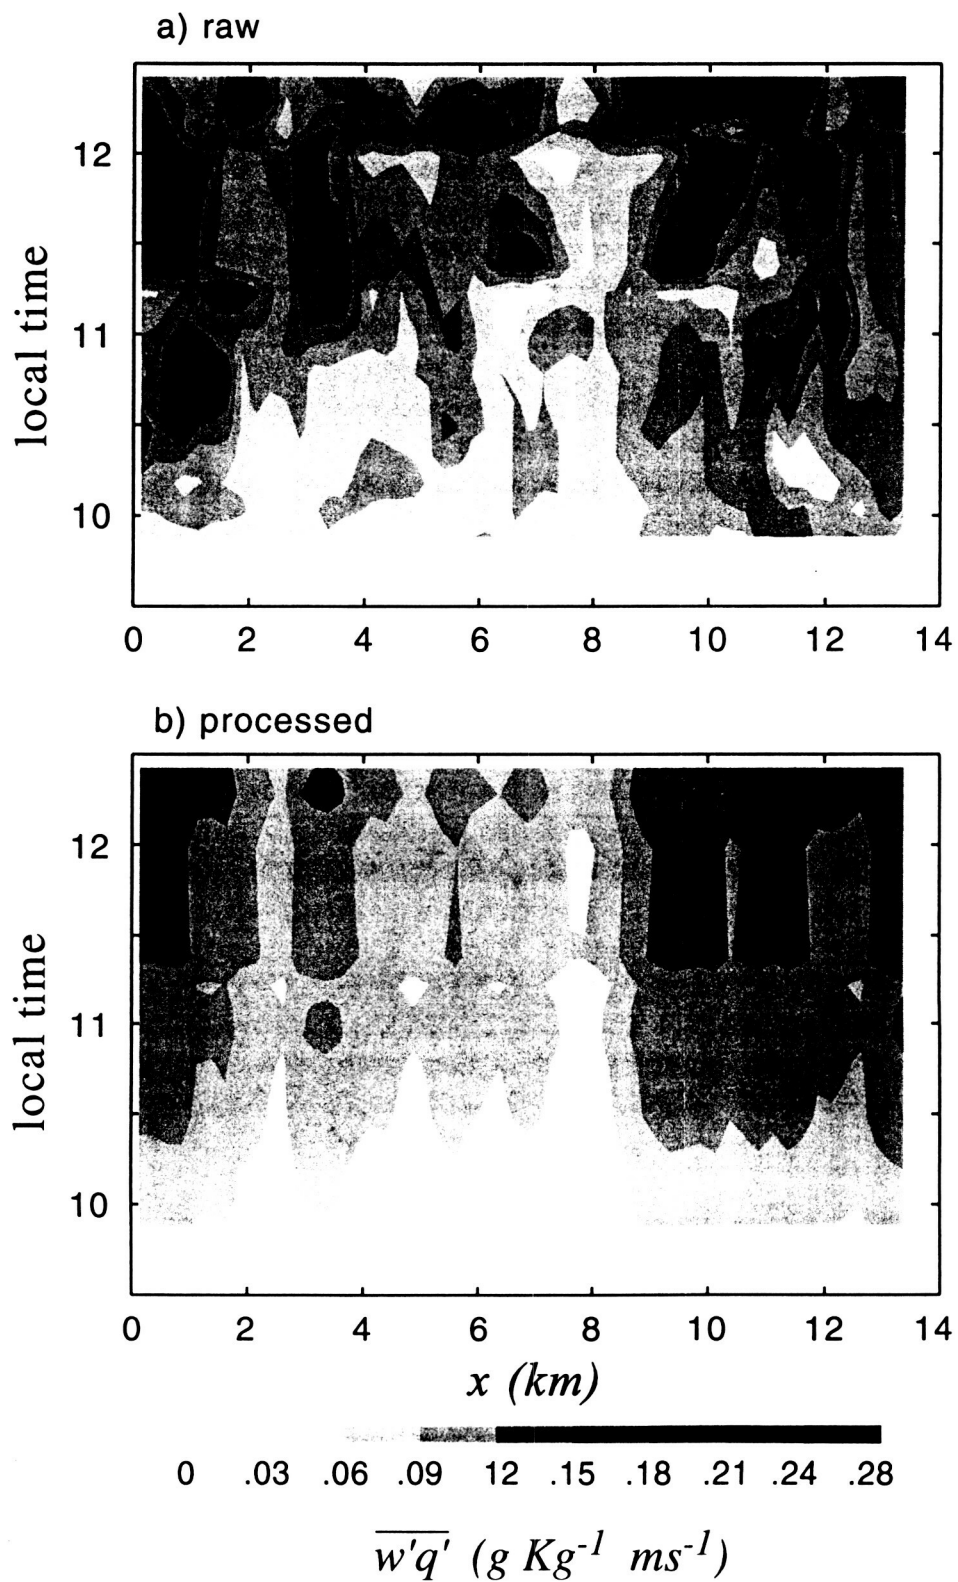 a) raw
12
11
10
local time
0 2 4 6 8 10 12 14
b) processed
12
11
10
local time
0 2 4 6 8 10 12 14
x (km)
0 .03 .06 .09 12 .15 .18 .21 .24 .28
w'q' (g Kg-1 ms-1)